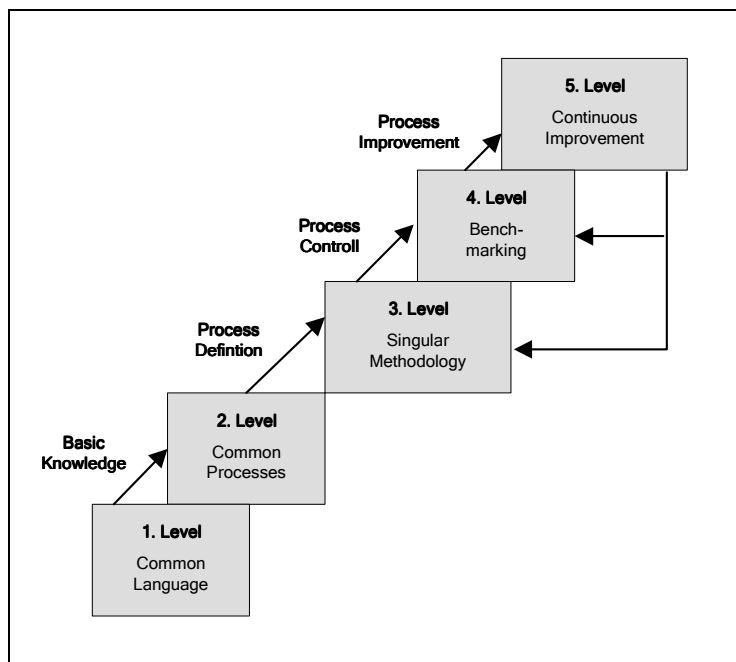 5. Level
Continuous
Improvement
Process
Improvement
4. Level
Bench-
marking
Process
Controll
3. Level
Singular
Methodology
Process
Defintion
2. Level
Common
Processes
Basic
Knowledge
1. Level
Common
Language